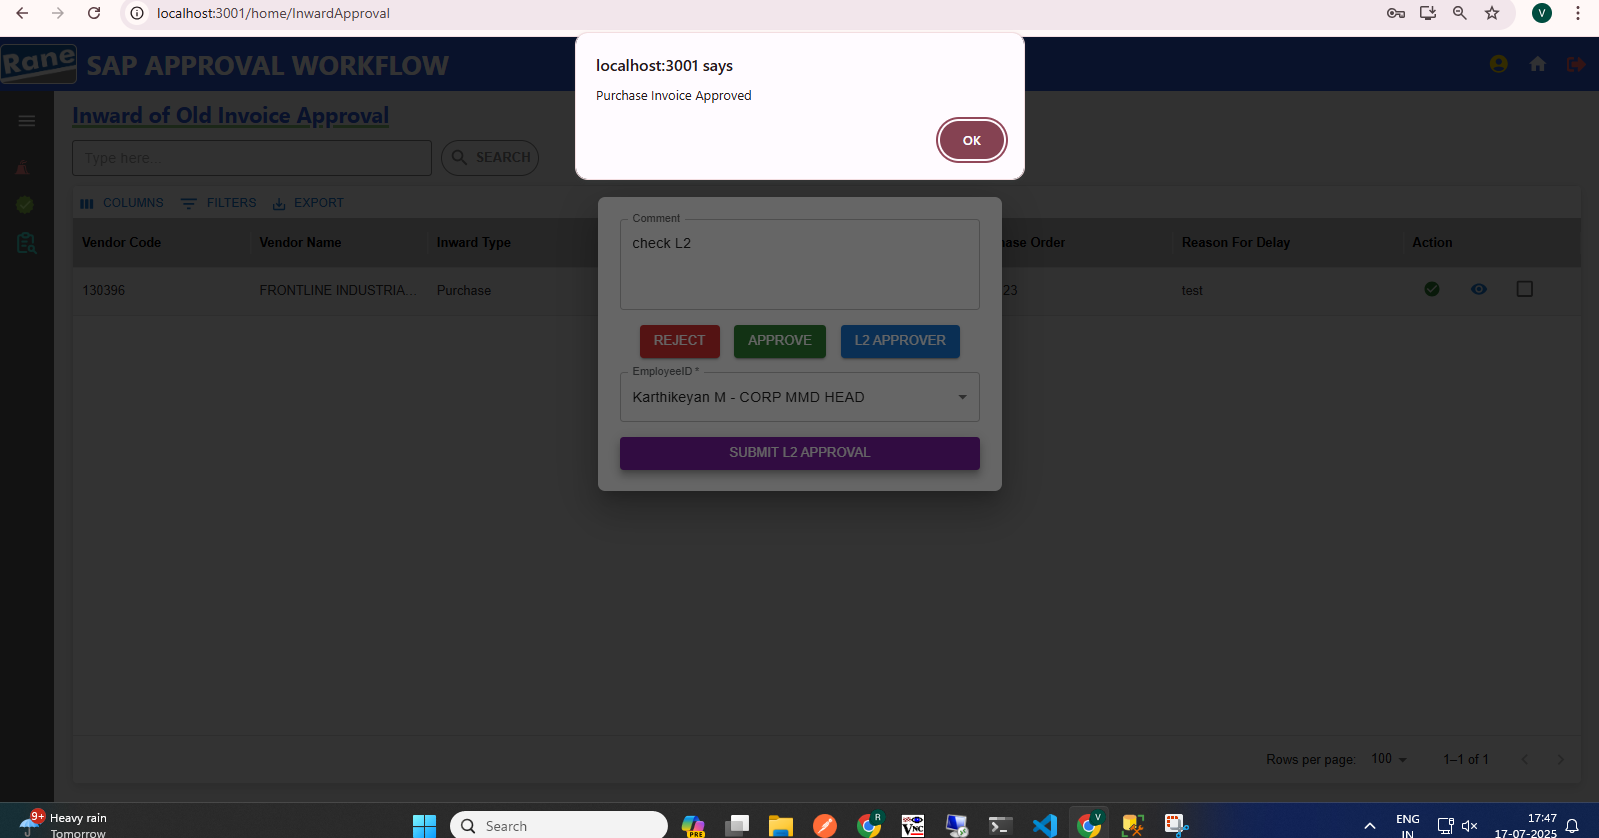 localhost:3001/home/InwardApproval
V
Rane
SAP APPROVAL WORKFLOW
localhost:3001 says
Purchase Invoice Approved
OK
Inward of Old Invoice Approval
Type here...
SEARCH
COLUMNS
FILTERS
EXPORT
Vendor Code
Vendor Name
Inward Type
hase Order
Reason For Delay
Action
130396
FRONTLINE INDUSTRIA...
Purchase
23
test
Comment
check L2
REJECT
APPROVE
L2 APPROVER
EmployeeID *
Karthikeyan M - CORP MMD HEAD
SUBMIT L2 APPROVAL
Rows per page:
100
1–1 of 1
9+
Heavy rain
Tomorrow
Search
PRE
R
VNC
V
ENG
IN
17:47
17-07-2025